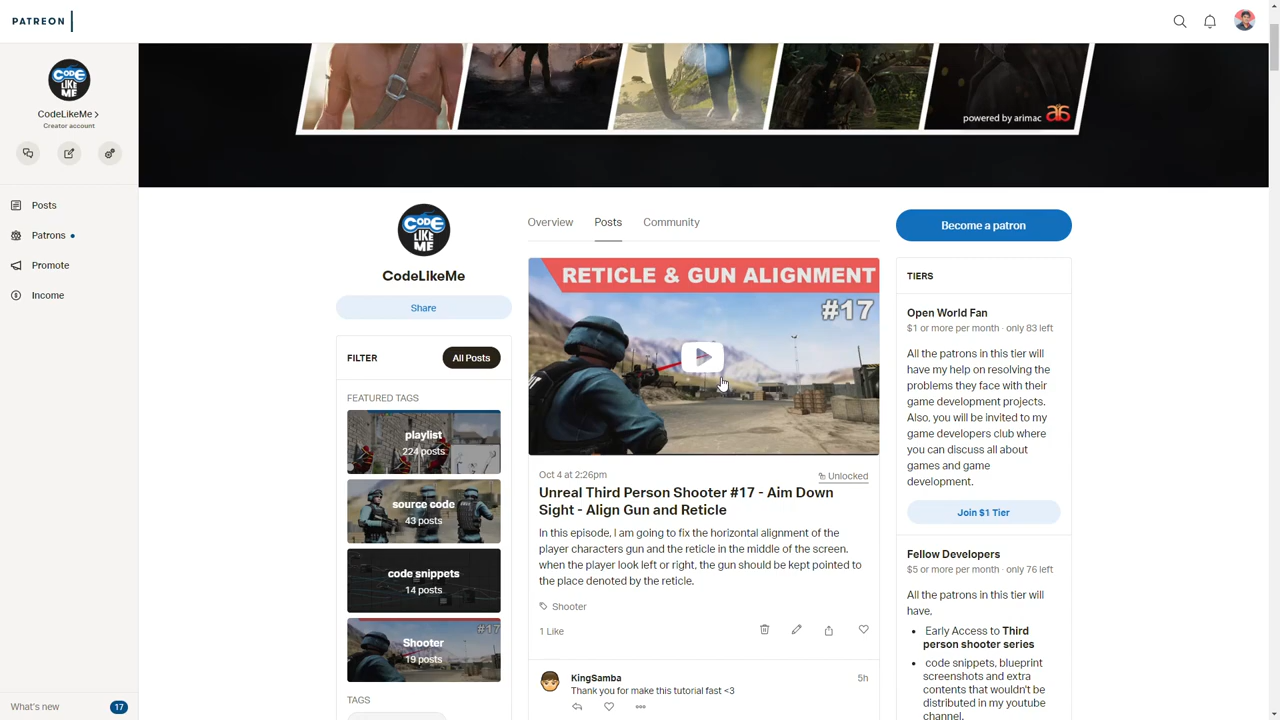 PATREON
CODE
LIKE
ME
CodeLikeMe >
Creator account
Posts
Patrons
Promote
Income
What's new
17
powered by arimac
CODE
LIKE
ME
CodeLikeMe
Share
FILTER
All Posts
FEATURED TAGS
playlist
224 posts
source code
43 posts
code snippets
14 posts
#17
Shooter
19 posts
TAGS
Overview Posts Community
RETICLE & GUN ALIGNMENT
#17
Oct 4 at 2:26pm
Unlocked
Unreal Third Person Shooter #17 - Aim Down
Sight - Align Gun and Reticle
In this episode, I am going to fix the horizontal alignment of the
player characters gun and the reticle in the middle of the screen.
when the player look left or right, the gun should be kept pointed to
the place denoted by the reticle.
Shooter
1 Like
KingSamba
5h
Thank you for make this tutorial fast <3
Become a patron
TIERS
Open World Fan
$1 or more per month · only 83 left
All the patrons in this tier will
have my help on resolving the
problems they face with their
game development projects.
Also, you will be invited to my
game developers club where
you can discuss all about
games and game
development.
Join $1 Tier
Fellow Developers
$5 or more per month · only 76 left
All the patrons in this tier will
have,
Early Access to Third
person shooter series
code snippets, blueprint
screenshots and extra
contents that wouldn't be
distributed in my youtube
channel.